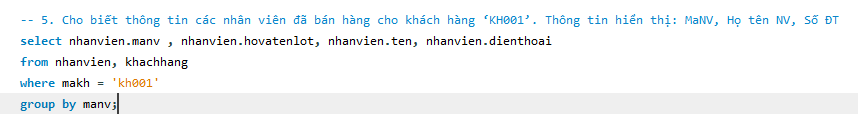 -- 5. Cho biết thông tin các nhân viên đã bán hàng cho khách hàng ‘KH001’. Thông tin hiển thị: MaNV, Họ tên NV, Số ĐT
select nhanvien.manv , nhanvien.hovatenlot, nhanvien.ten, nhanvien.dienthoai
from nhanvien, khachhang
where makh = 'kh001'
group by manv;